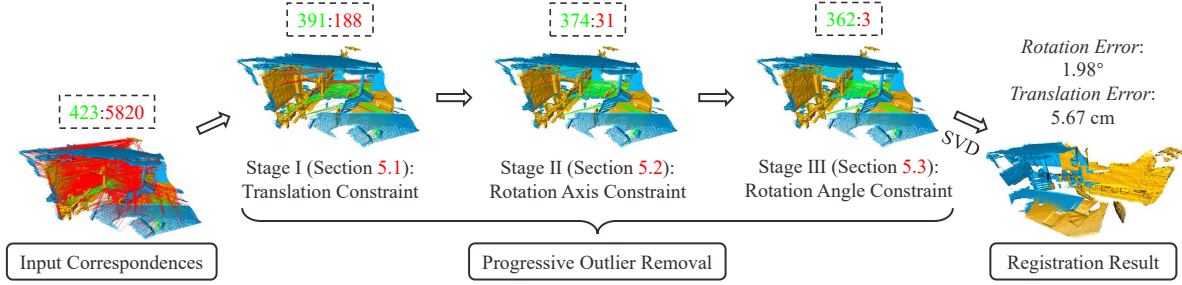 423:5820
Input Correspondences
391:188
Stage I (Section 5.1):
Translation Constraint
374:31
Stage II (Section 5.2):
Rotation Axis Constraint
362:3
Stage III (Section 5.3):
Rotation Angle Constraint
Progressive Outlier Removal
SVD
Rotation Error:
1.98°
Translation Error:
5.67 cm
Registration Result